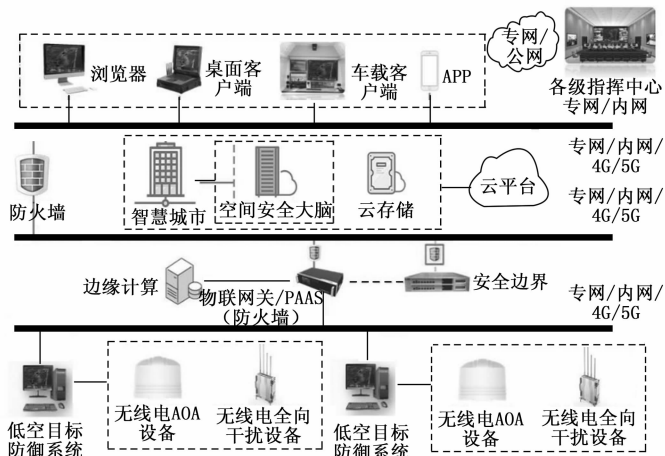 浏览器
桌面客
户端
车载客
户端
APP
专网/
公网
各级指挥中心
专网/内网
防火墙
智慧城市
空间安全大脑
云存储
云平台
专网/内网/
4G/5G
专网/内网/
4G/5G
边缘计算
物联网关/PAAS
（防火墙）
安全边界
专网/内网/
4G/5G
低空目标
防御系统
无线电AOA
设备
无线电全向
干扰设备
低空目标
防御系统
无线电AOA
设备
无线电全向
干扰设备